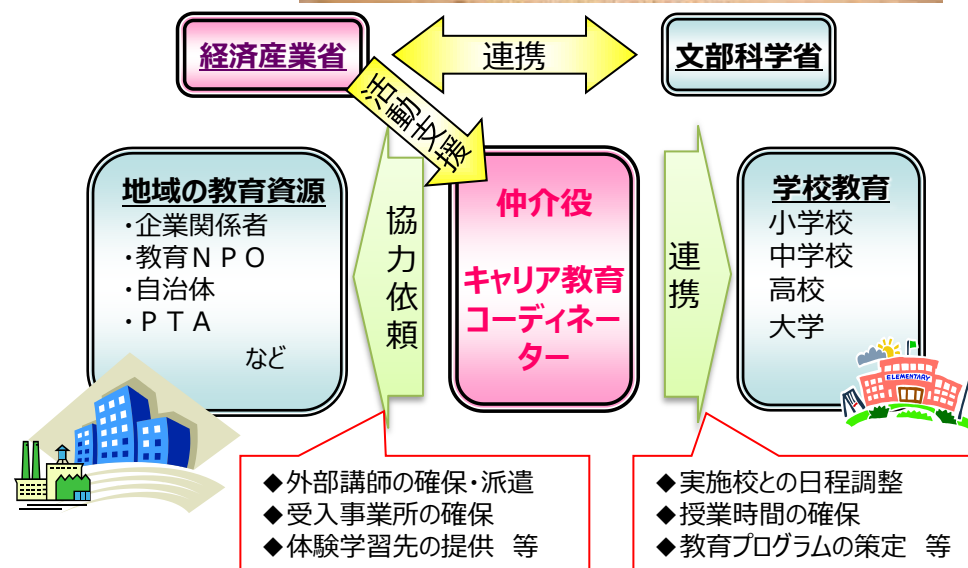 経済産業省
連携
文部科学省
活動支援
地域の教育資源
・企業関係者
・教育ＮＰＯ
・自治体
・ＰＴＡ
など
協力依頼
仲介役
キャリア教育
コーディネー
ター
連携
学校教育
小学校
中学校
高校
大学
ELEMENTARY
◆外部講師の確保・派遣
◆受入事業所の確保
◆体験学習先の提供　等
◆実施校との日程調整
◆授業時間の確保
◆教育プログラムの策定　等